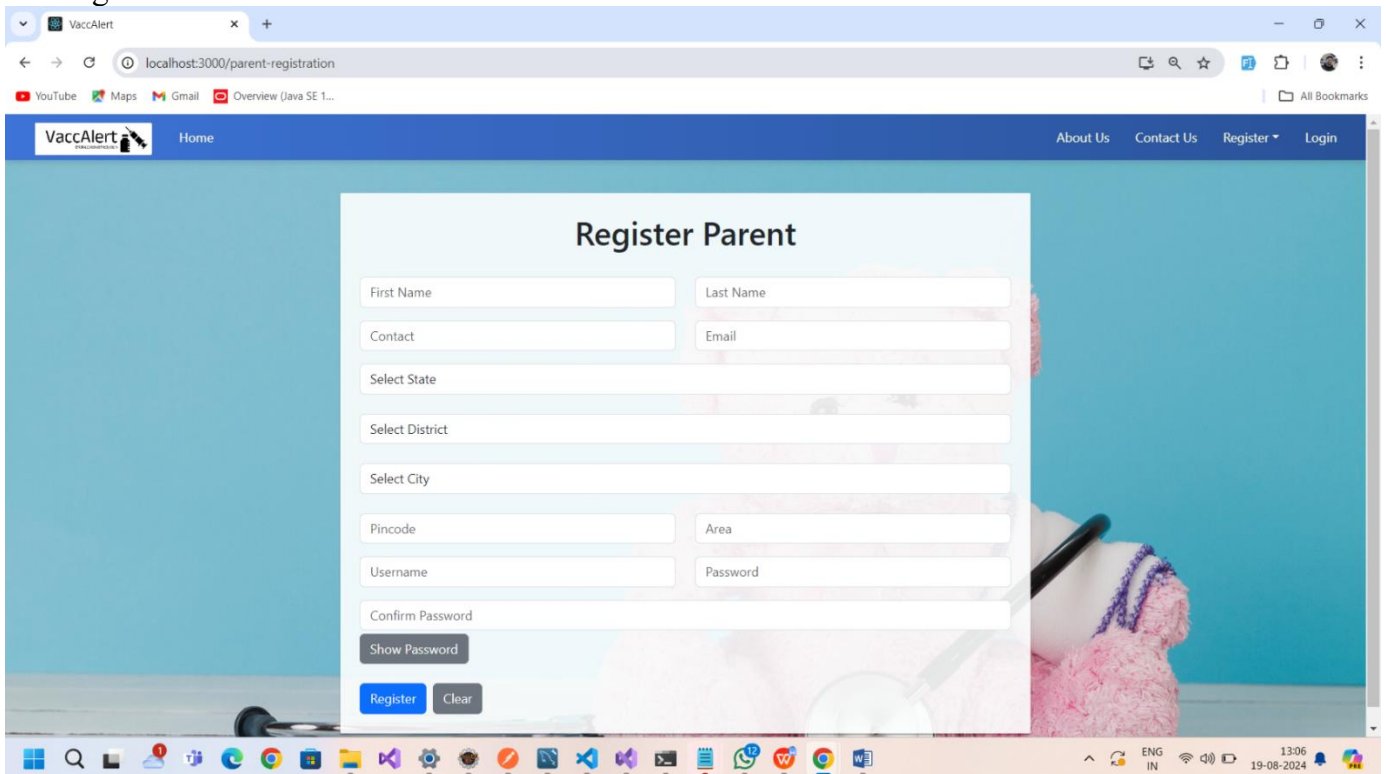 VaccAlert
localhost:3000/parent-registration
YouTube Maps Gmail Overview (Java SE 1... All Bookmarks
VaccAlert Home About Us Contact Us Register Login
Register Parent
First Name Last Name
Contact Email
Select State
Select District
Select City
Pincode Area
Username Password
Confirm Password
Show Password
Register Clear
ENG 13:06
IN 19-08-2024